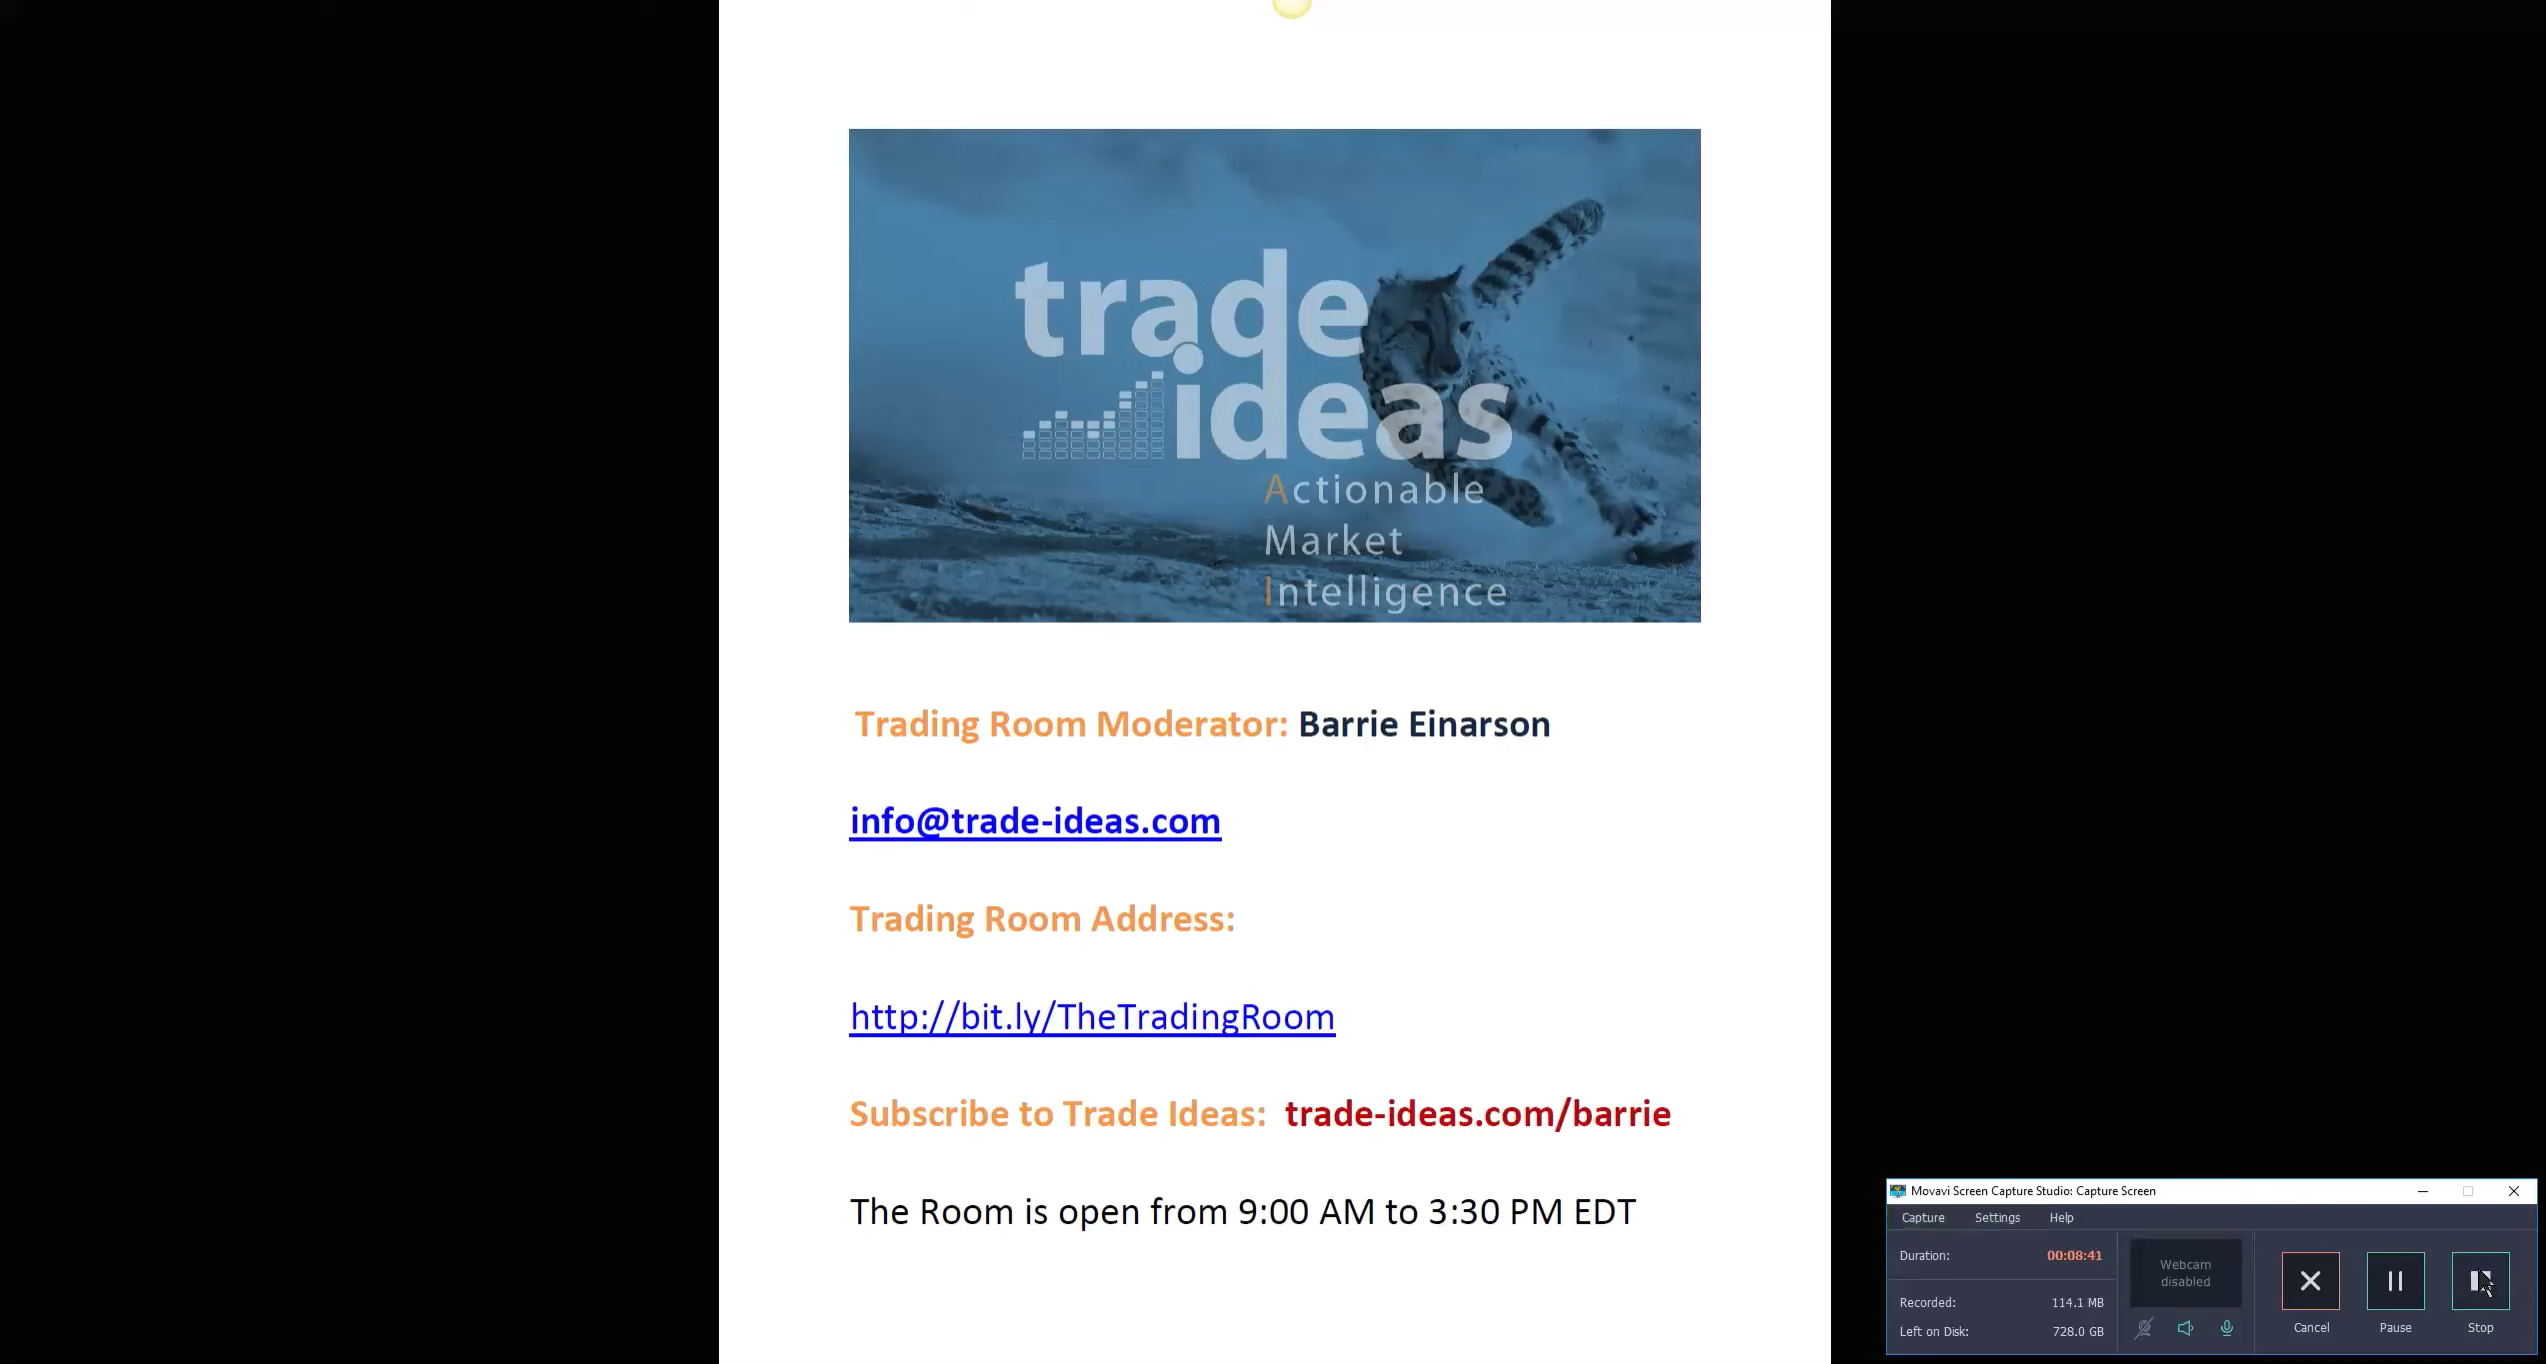 trade
ideas
Actionable
Market
Intelligence
Trading Room Moderator: Barrie Einarson
info@trade-ideas.com
Trading Room Address:
http://bit.ly/TheTradingRoom
Subscribe to Trade Ideas: trade-ideas.com/barrie
The Room is open from 9:00 AM to 3:30 PM EDT
Movavi Screen Capture Studio: Capture Screen
Capture Settings Help
Duration: 00:08:41
Webcam
disabled
Recorded: 114.1 MB
Left on Disk: 728.0 GB
Cancel Pause Stop